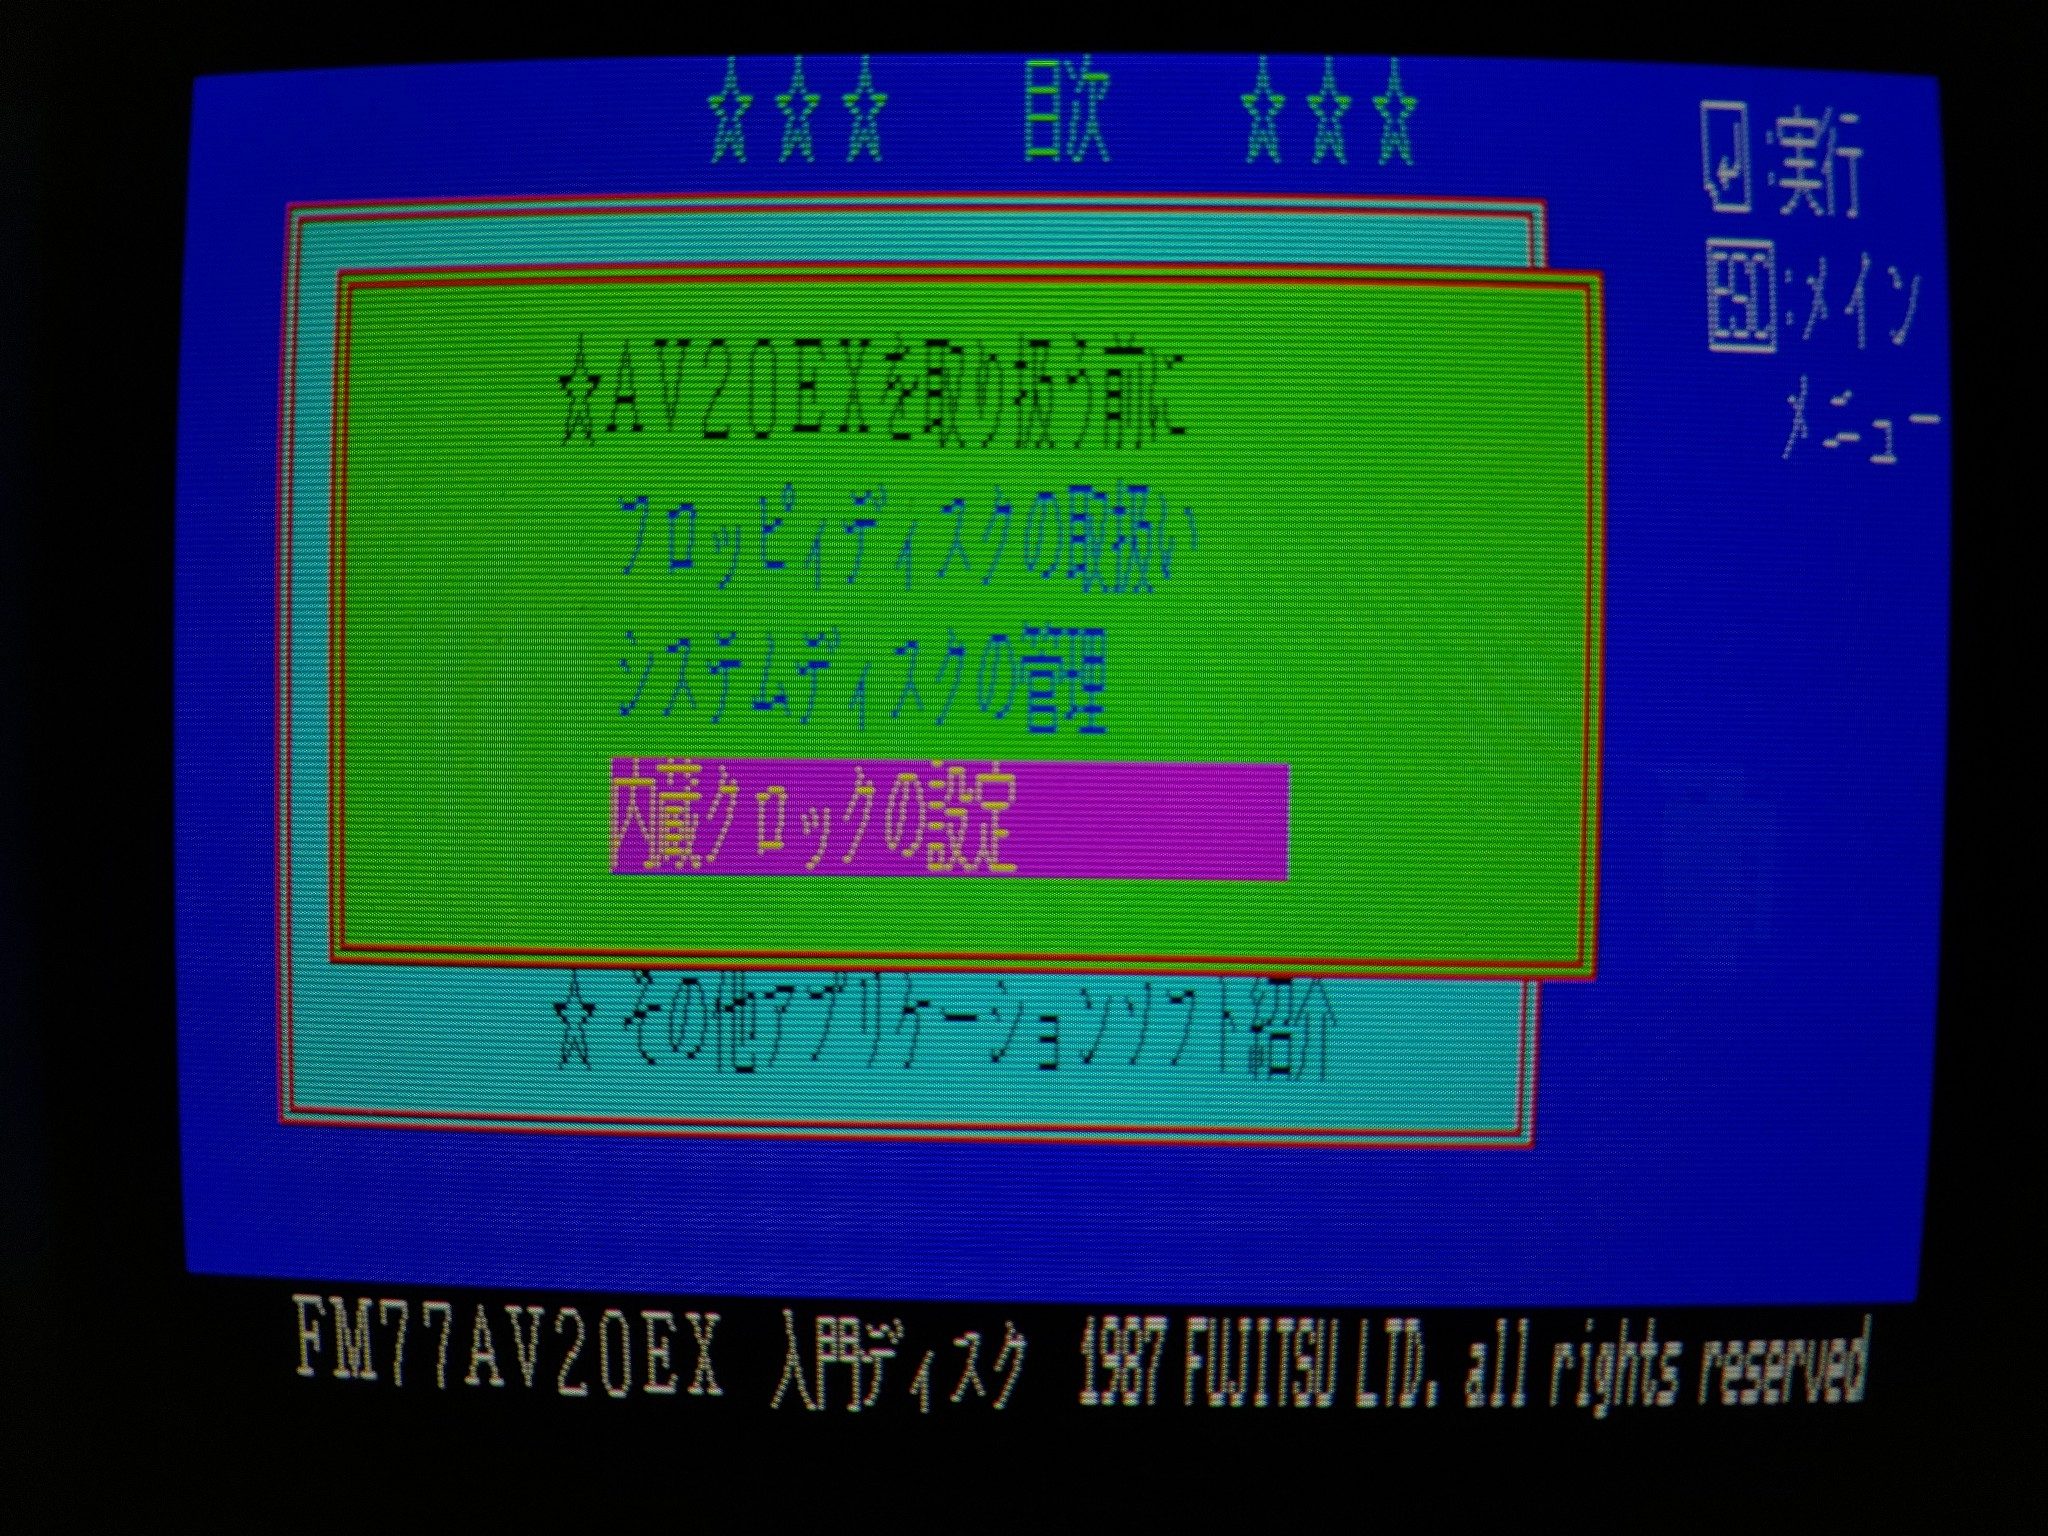 ☆☆☆ 目次 ☆☆☆
↲:実行
ESC:メイン
メニュー
☆AV20EXを取り扱う前に
フロッピィディスクの取扱い
システムディスクの管理
内蔵クロックの設定
☆ その他アプリケーションソフト紹介
FM77AV20EX 入門ディスク 1987 FUJITSU LTD, all rights reserved